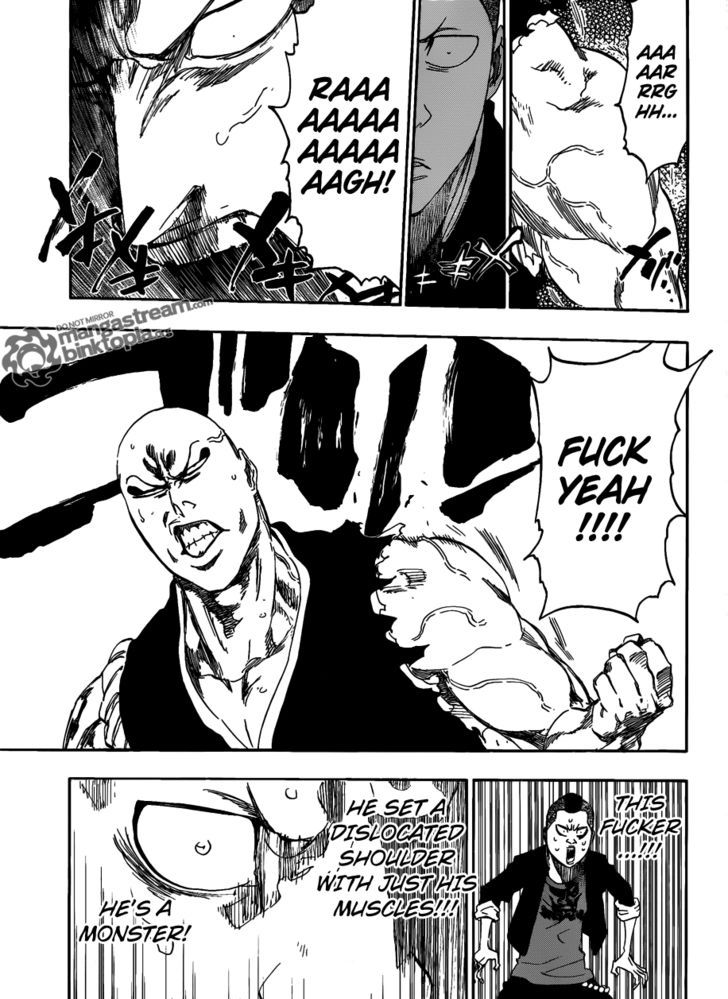 AAA
AAR
RRG
HH...
RAAA
AAAAA
AAAAA
AAGH!
DO NOT MIRROR
mangastream.com
binktopia.org
FUCK
YEAH
!!!!
THIS
FUCKER
......!!!
HE SET A
DISLOCATED
SHOULDER
WITH JUST HIS
MUSCLES!!!
HE'S A
MONSTER!